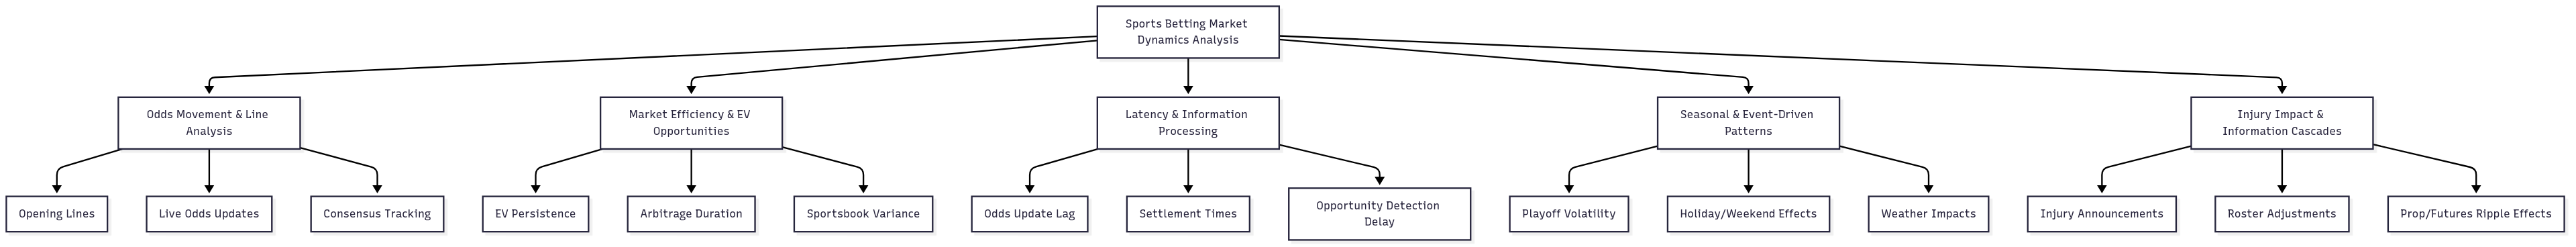 Sports Betting Market
Dynamics Analysis
Odds Movement & Line
Analysis
Market Efficiency & EV
Opportunities
Latency & Information
Processing
Seasonal & Event-Driven
Patterns
Injury Impact &
Information Cascades
Opening Lines
Live Odds Updates
Consensus Tracking
EV Persistence
Arbitrage Duration
Sportsbook Variance
Odds Update Lag
Settlement Times
Opportunity Detection
Delay
Playoff Volatility
Holiday/Weekend Effects
Weather Impacts
Injury Announcements
Roster Adjustments
Prop/Futures Ripple Effects